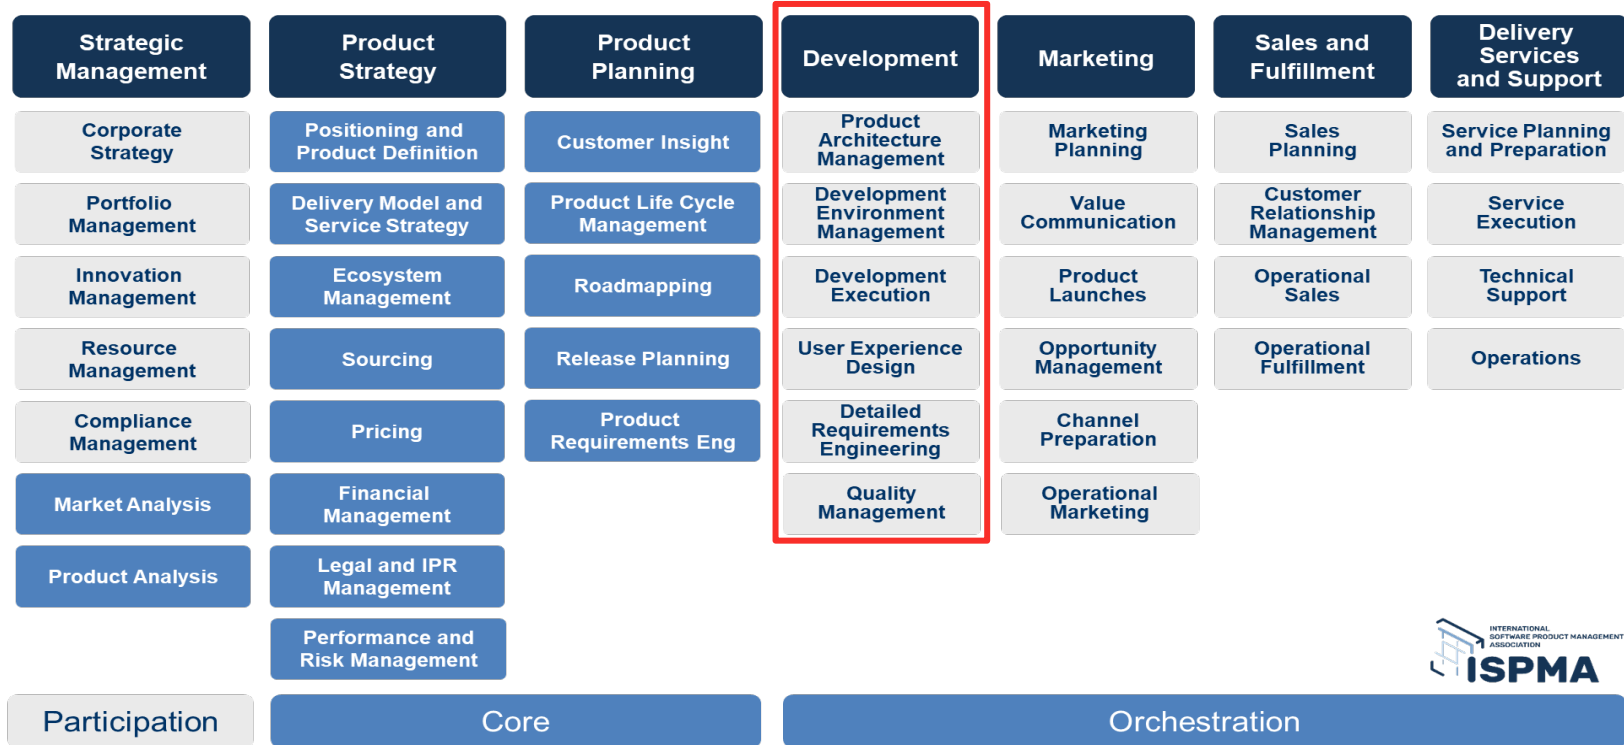 Strategic
Management
Product
Strategy
Product
Planning
Development
Marketing
Sales and
Fulfillment
Delivery
Services
and Support
Corporate
Strategy
Positioning and
Product Definition
Customer Insight
Product
Architecture
Management
Marketing
Planning
Sales
Planning
Service Planning
and Preparation
Portfolio
Management
Delivery Model and
Service Strategy
Product Life Cycle
Management
Development
Environment
Management
Value
Communication
Customer
Relationship
Management
Service
Execution
Innovation
Management
Ecosystem
Management
Roadmapping
Development
Execution
Product
Launches
Operational
Sales
Technical
Support
Resource
Management
Sourcing
Release Planning
User Experience
Design
Opportunity
Management
Operational
Fulfillment
Operations
Compliance
Management
Pricing
Product
Requirements Eng
Detailed
Requirements
Engineering
Channel
Preparation
Market Analysis
Financial
Management
Quality
Management
Operational
Marketing
Product Analysis
Legal and IPR
Management
Performance and
Risk Management
INTERNATIONAL
SOFTWARE PRODUCT MANAGEMENT
ASSOCIATION
ISPMA
Participation
Core
Orchestration